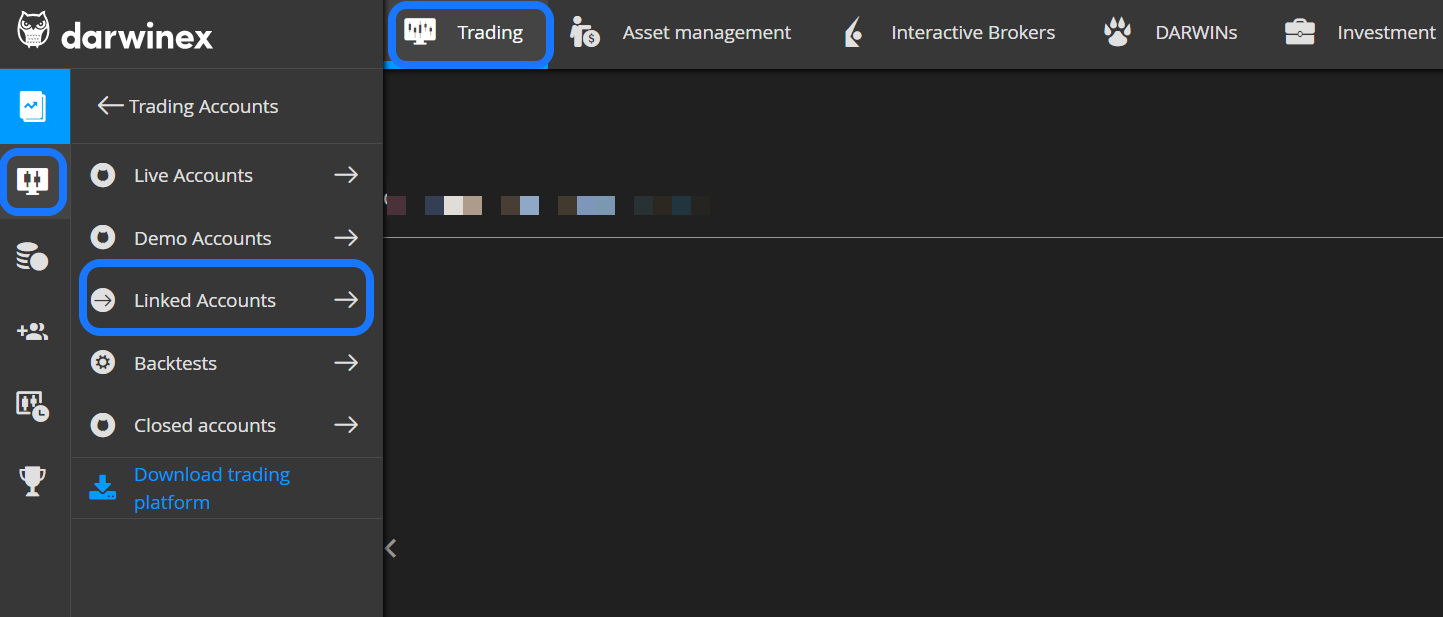 darwinex
Trading
Asset management
Interactive Brokers
DARWINs
Investment
Trading Accounts
Live Accounts
Demo Accounts
Linked Accounts
Backtests
Closed accounts
Download trading
platform